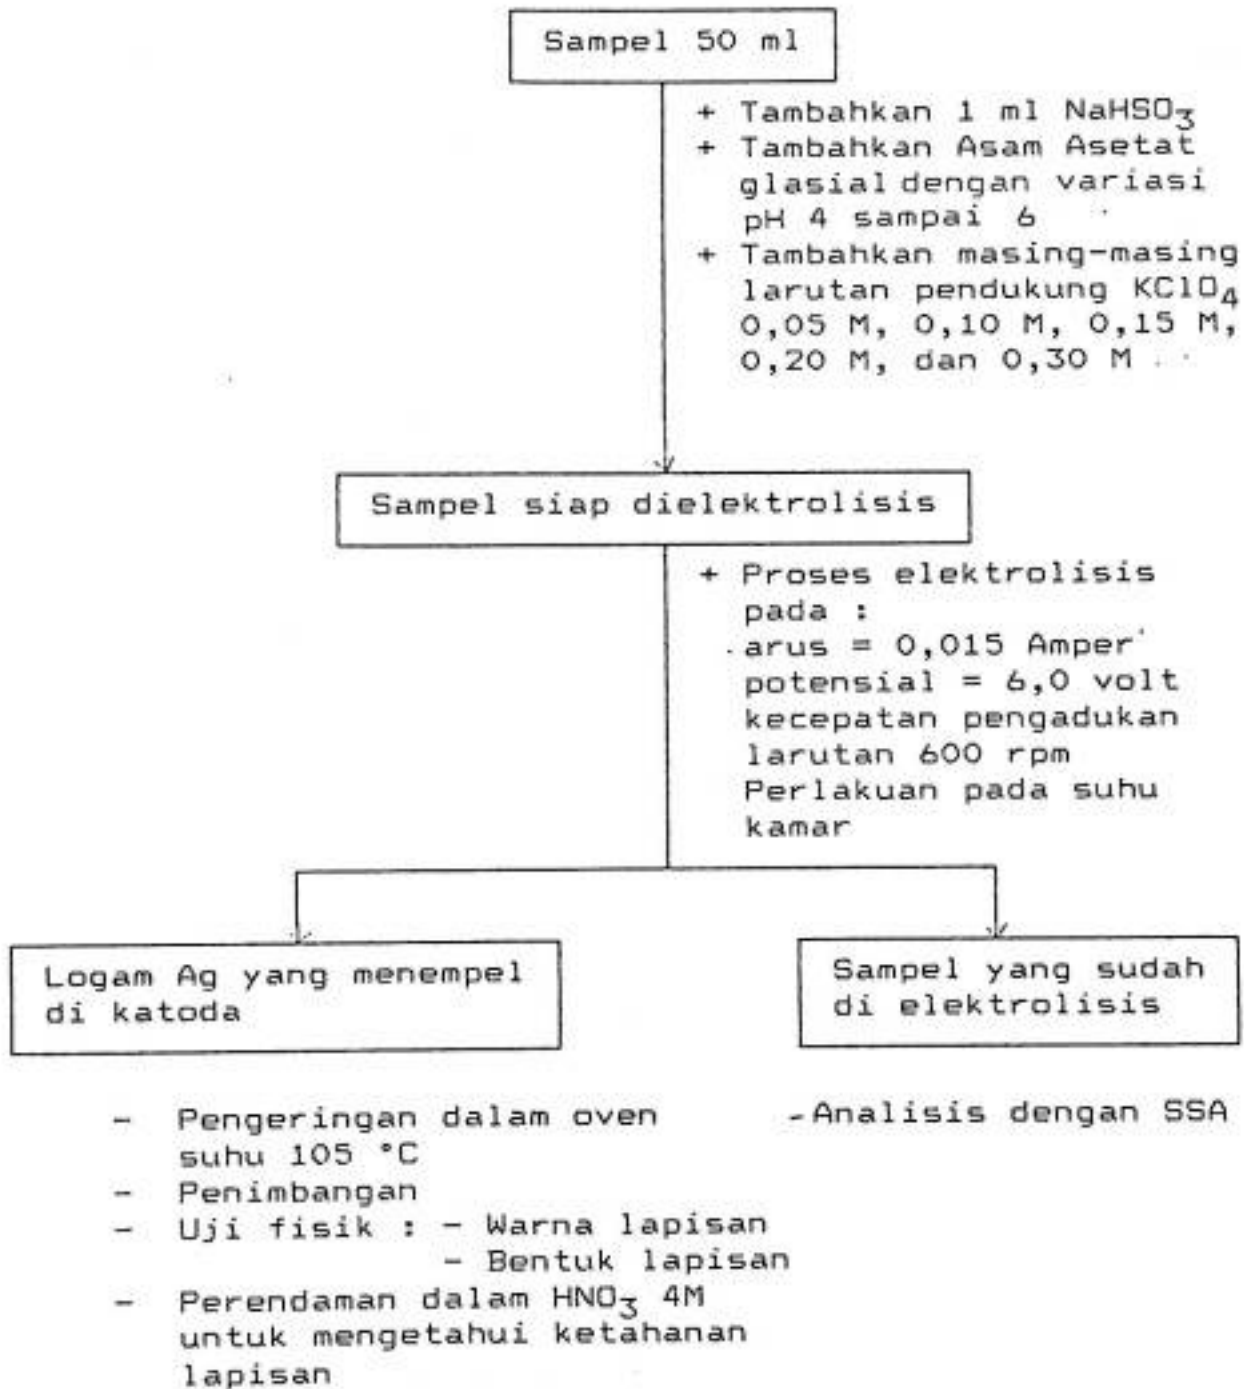 Sampel 50 ml
+ Tambahkan 1 ml NaHSO₃
+ Tambahkan Asam Asetat
glasial dengan variasi
pH 4 sampai 6
+ Tambahkan masing-masing
larutan pendukung KClO₄
0,05 M, 0,10 M, 0,15 M,
0,20 M, dan 0,30 M
Sampel siap dielektrolisis
+ Proses elektrolisis
pada :
arus = 0,015 Amper
potensial = 6,0 volt
kecepatan pengadukan
larutan 600 rpm
Perlakuan pada suhu
kamar
Logam Ag yang menempel
di katoda
- Pengeringan dalam oven
suhu 105 °C
- Penimbangan
- Uji fisik : - Warna lapisan
- Bentuk lapisan
- Perendaman dalam HNO₃ 4M
untuk mengetahui ketahanan
lapisan
Sampel yang sudah
di elektrolisis
- Analisis dengan SSA